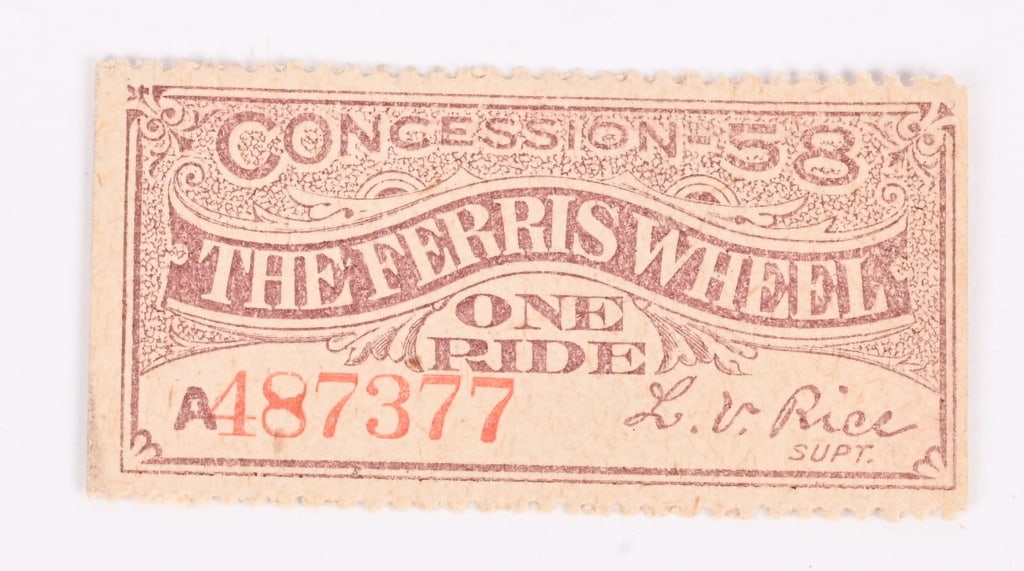 CONCESSION-58
THE FERRIS WHEEL
ONE
RIDE
A487377
L. V. Rice
SUPT.